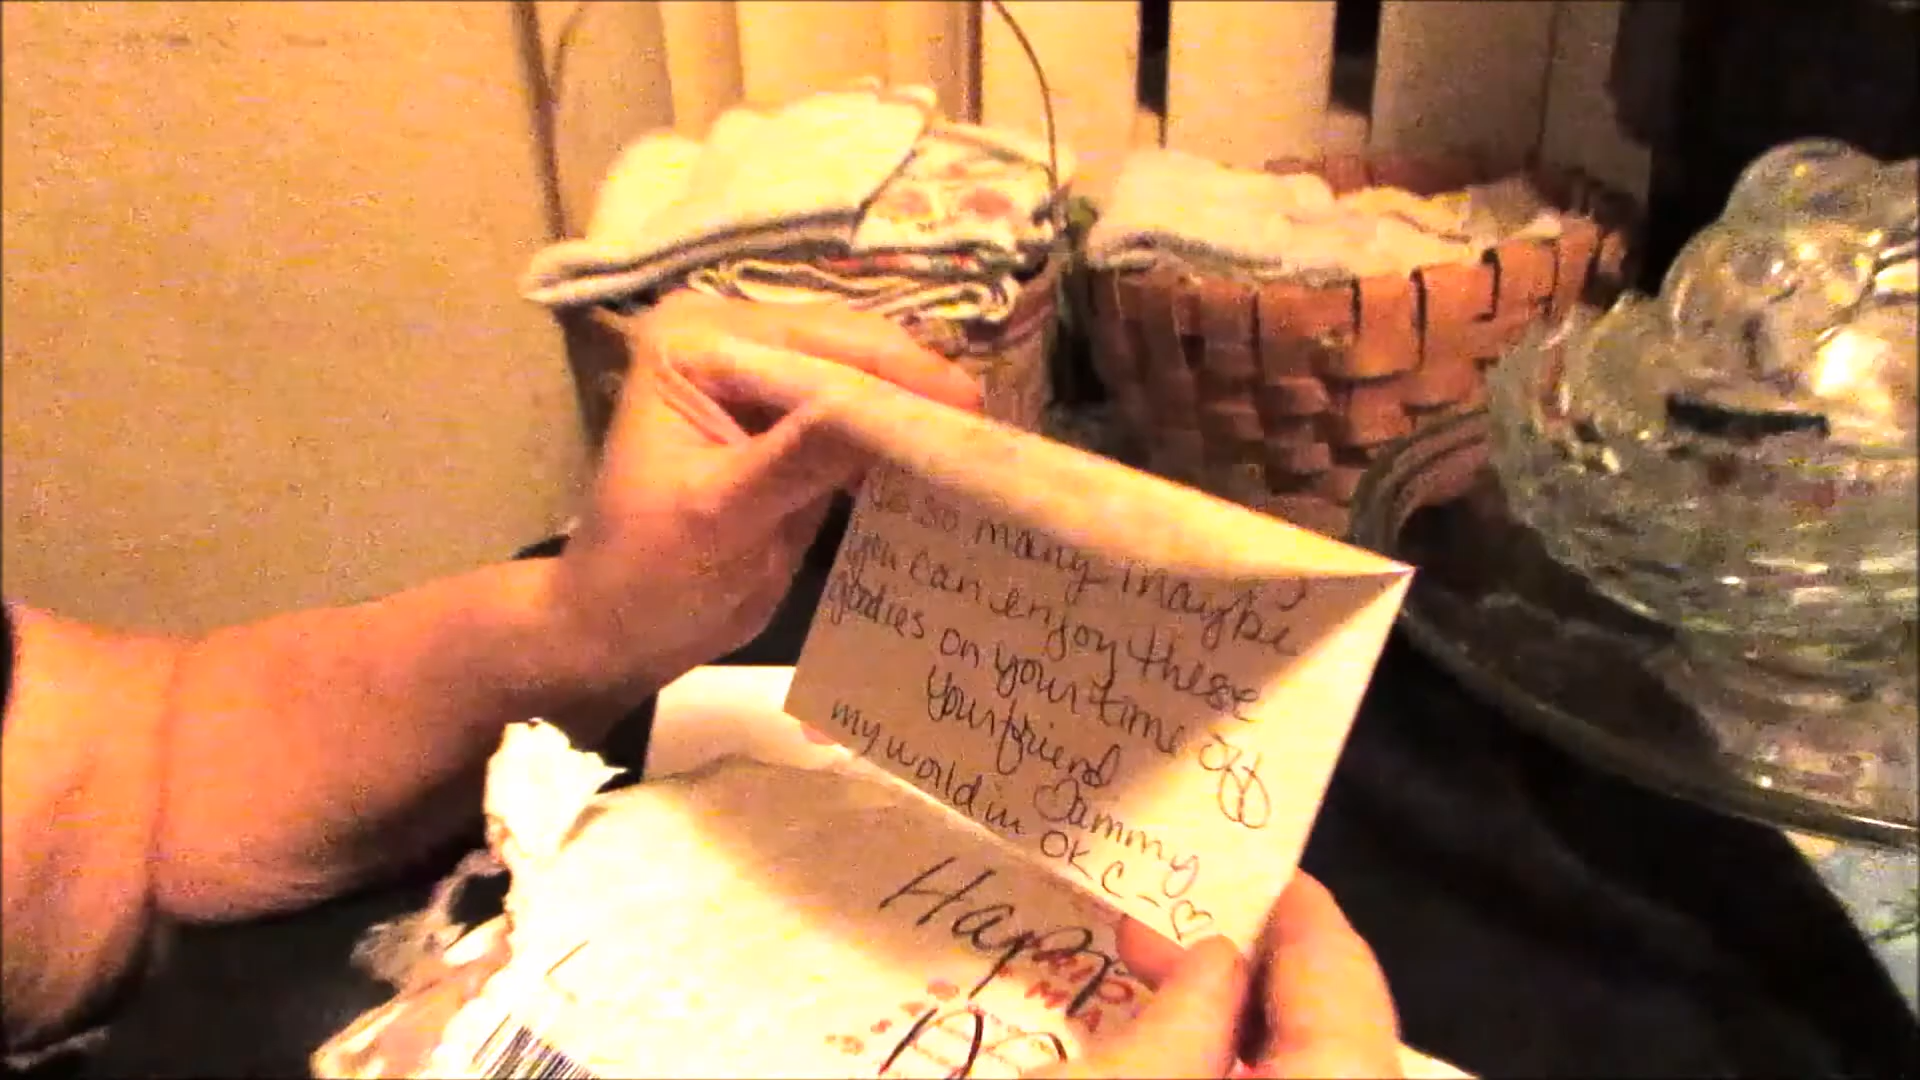 so many maybe
you can enjoy these
goodies on your time off
Your friend
Tammy
my world in OKC - ♡
Happy